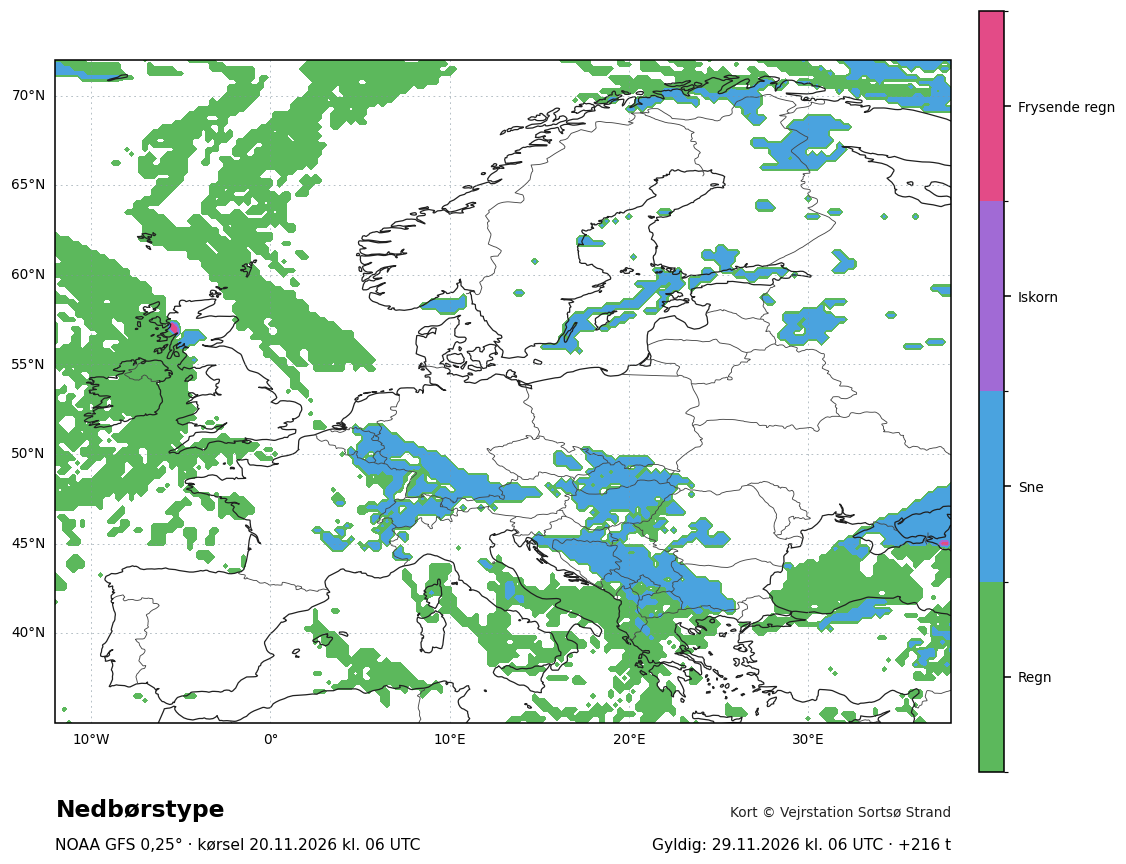 70°N
65°N
60°N
55°N
50°N
45°N
40°N
10°W
0°
10°E
20°E
30°E
Frysende regn
Iskorn
Sne
Regn
Nedbørstype
Kort © Vejrstation Sortsø Strand
NOAA GFS 0,25° · kørsel 20.11.2026 kl. 06 UTC
Gyldig: 29.11.2026 kl. 06 UTC · +216 t